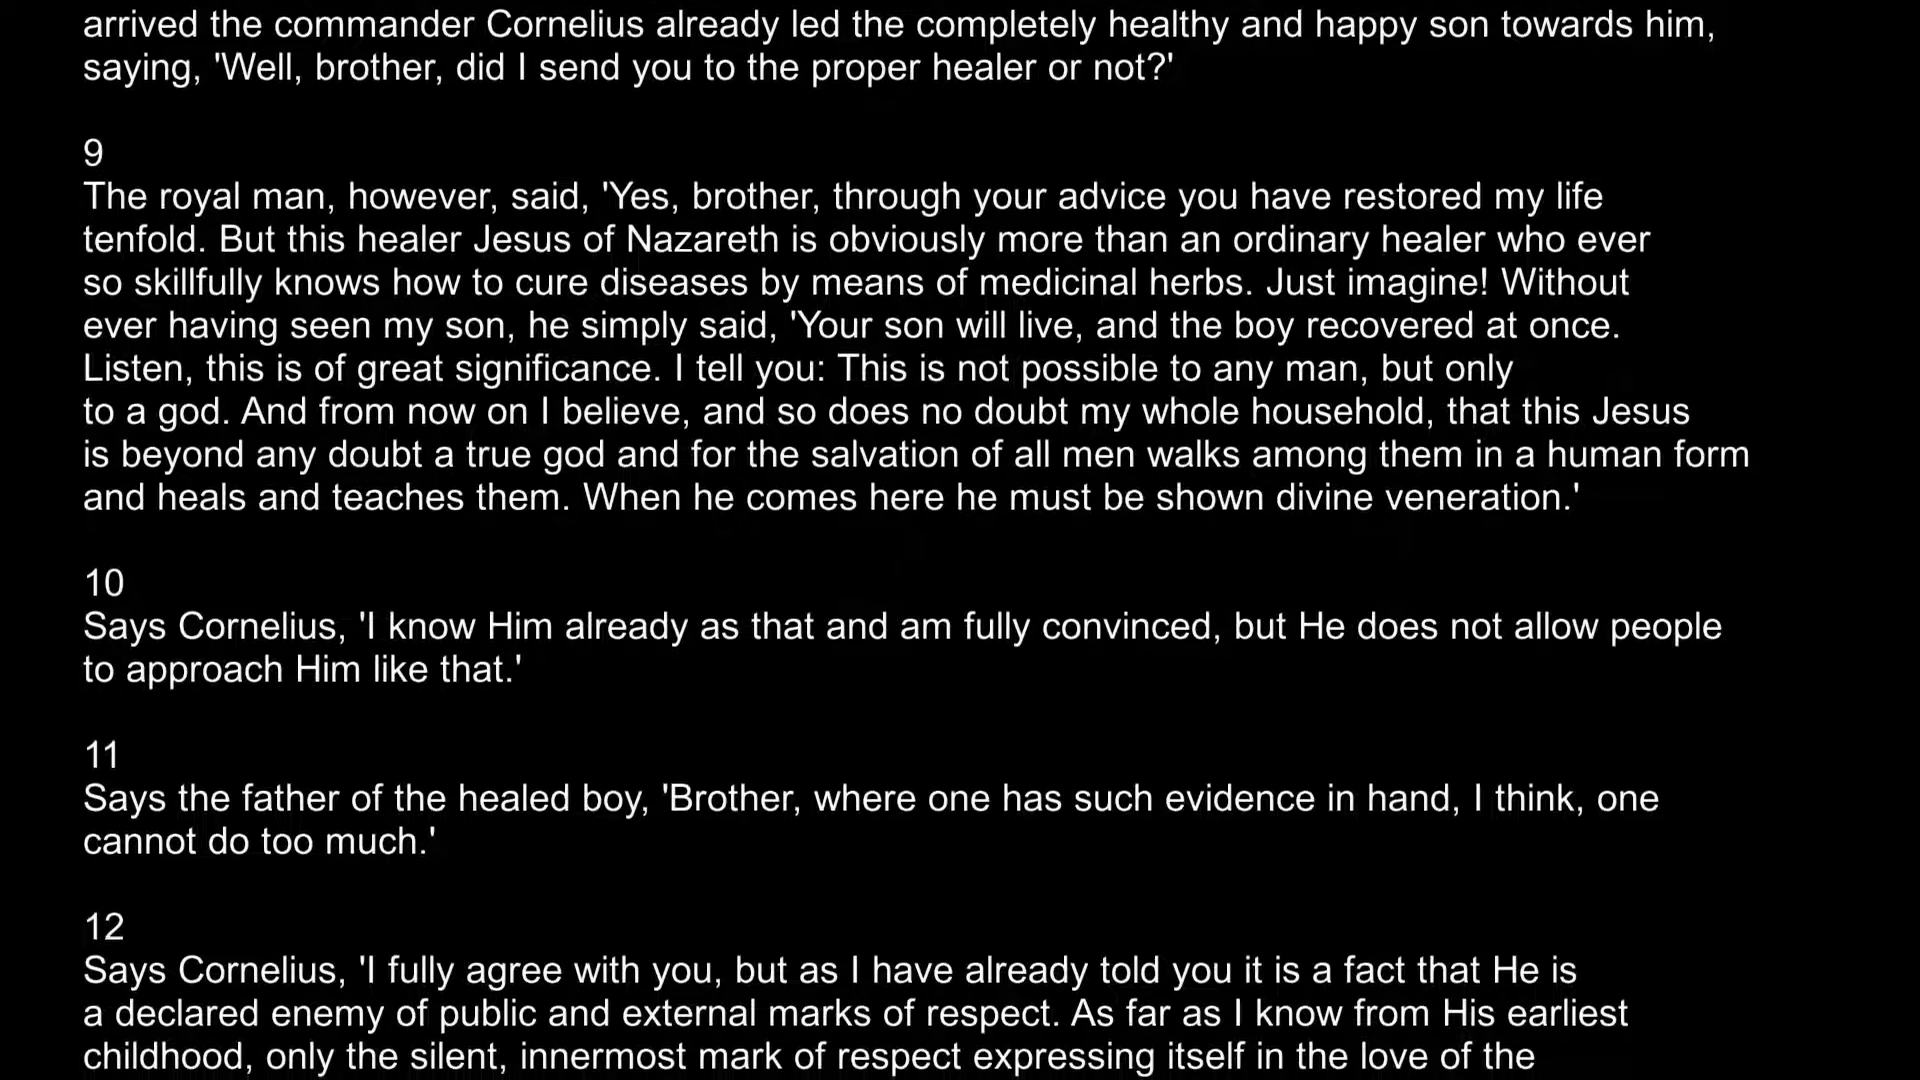 arrived the commander Cornelius already led the completely healthy and happy son towards him,
saying, 'Well, brother, did I send you to the proper healer or not?'
9
The royal man, however, said, 'Yes, brother, through your advice you have restored my life
tenfold. But this healer Jesus of Nazareth is obviously more than an ordinary healer who ever
so skillfully knows how to cure diseases by means of medicinal herbs. Just imagine! Without
ever having seen my son, he simply said, 'Your son will live, and the boy recovered at once.
Listen, this is of great significance. I tell you: This is not possible to any man, but only
to a god. And from now on I believe, and so does no doubt my whole household, that this Jesus
is beyond any doubt a true god and for the salvation of all men walks among them in a human form
and heals and teaches them. When he comes here he must be shown divine veneration.'
10
Says Cornelius, 'I know Him already as that and am fully convinced, but He does not allow people
to approach Him like that.'
11
Says the father of the healed boy, 'Brother, where one has such evidence in hand, I think, one
cannot do too much.'
12
Says Cornelius, 'I fully agree with you, but as I have already told you it is a fact that He is
a declared enemy of public and external marks of respect. As far as I know from His earliest
childhood, only the silent, innermost mark of respect expressing itself in the love of the